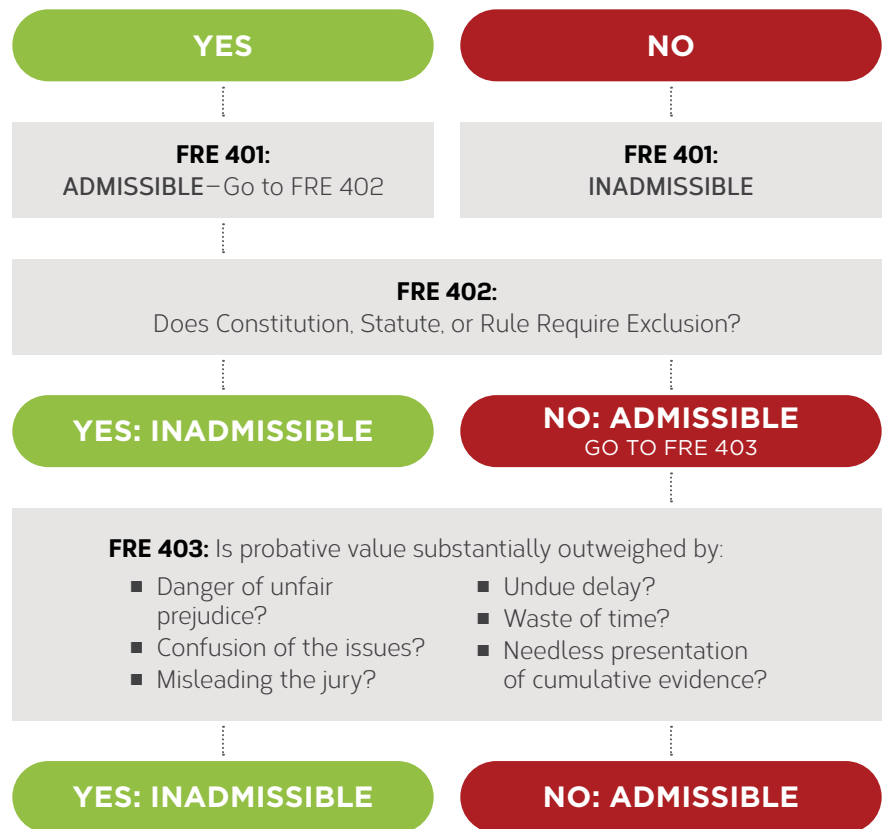 YES
NO
FRE 401:
ADMISSIBLE–Go to FRE 402
FRE 401:
INADMISSIBLE
FRE 402:
Does Constitution, Statute, or Rule Require Exclusion?
YES: INADMISSIBLE
NO: ADMISSIBLE
GO TO FRE 403
FRE 403: Is probative value substantially outweighed by:
■ Danger of unfair
prejudice?
■ Confusion of the issues?
■ Misleading the jury?
■ Undue delay?
■ Waste of time?
■ Needless presentation
of cumulative evidence?
YES: INADMISSIBLE
NO: ADMISSIBLE